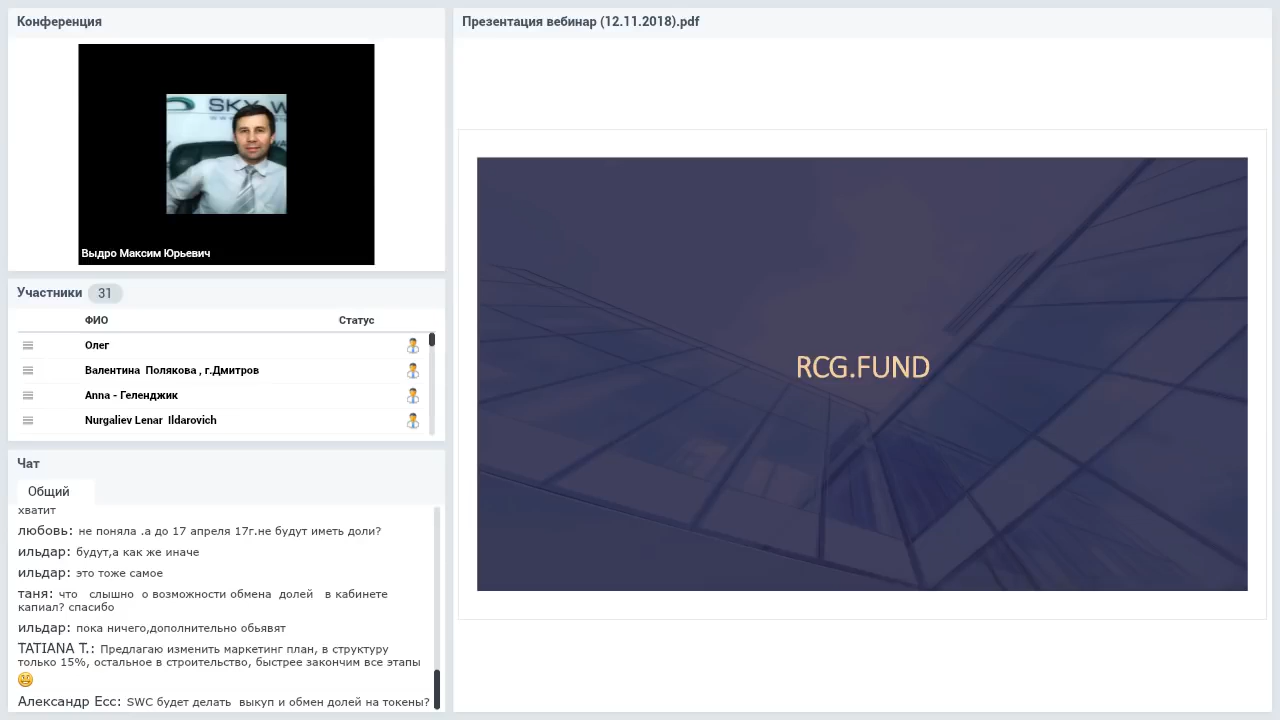 Конференция
SKY W
Выдро Максим Юрьевич
Участники 31
ФИО Статус
Олег
Валентина Полякова , г.Дмитров
Anna - Геленджик
Nurgaliev Lenar Ildarovich
Чат
Общий
хватит
любовь: не поняла .а до 17 апреля 17г.не будут иметь доли?
ильдар: будут,а как же иначе
ильдар: это тоже самое
таня: что слышно о возможности обмена долей в кабинете
капиал? спасибо
ильдар: пока ничего,дополнительно обьявят
TATIANA T.: Предлагаю изменить маркетинг план, в структуру
только 15%, остальное в строительство, быстрее закончим все этапы
Александр Есс: SWC будет делать выкуп и обмен долей на токены?
Презентация вебинар (12.11.2018).pdf
RCG.FUND